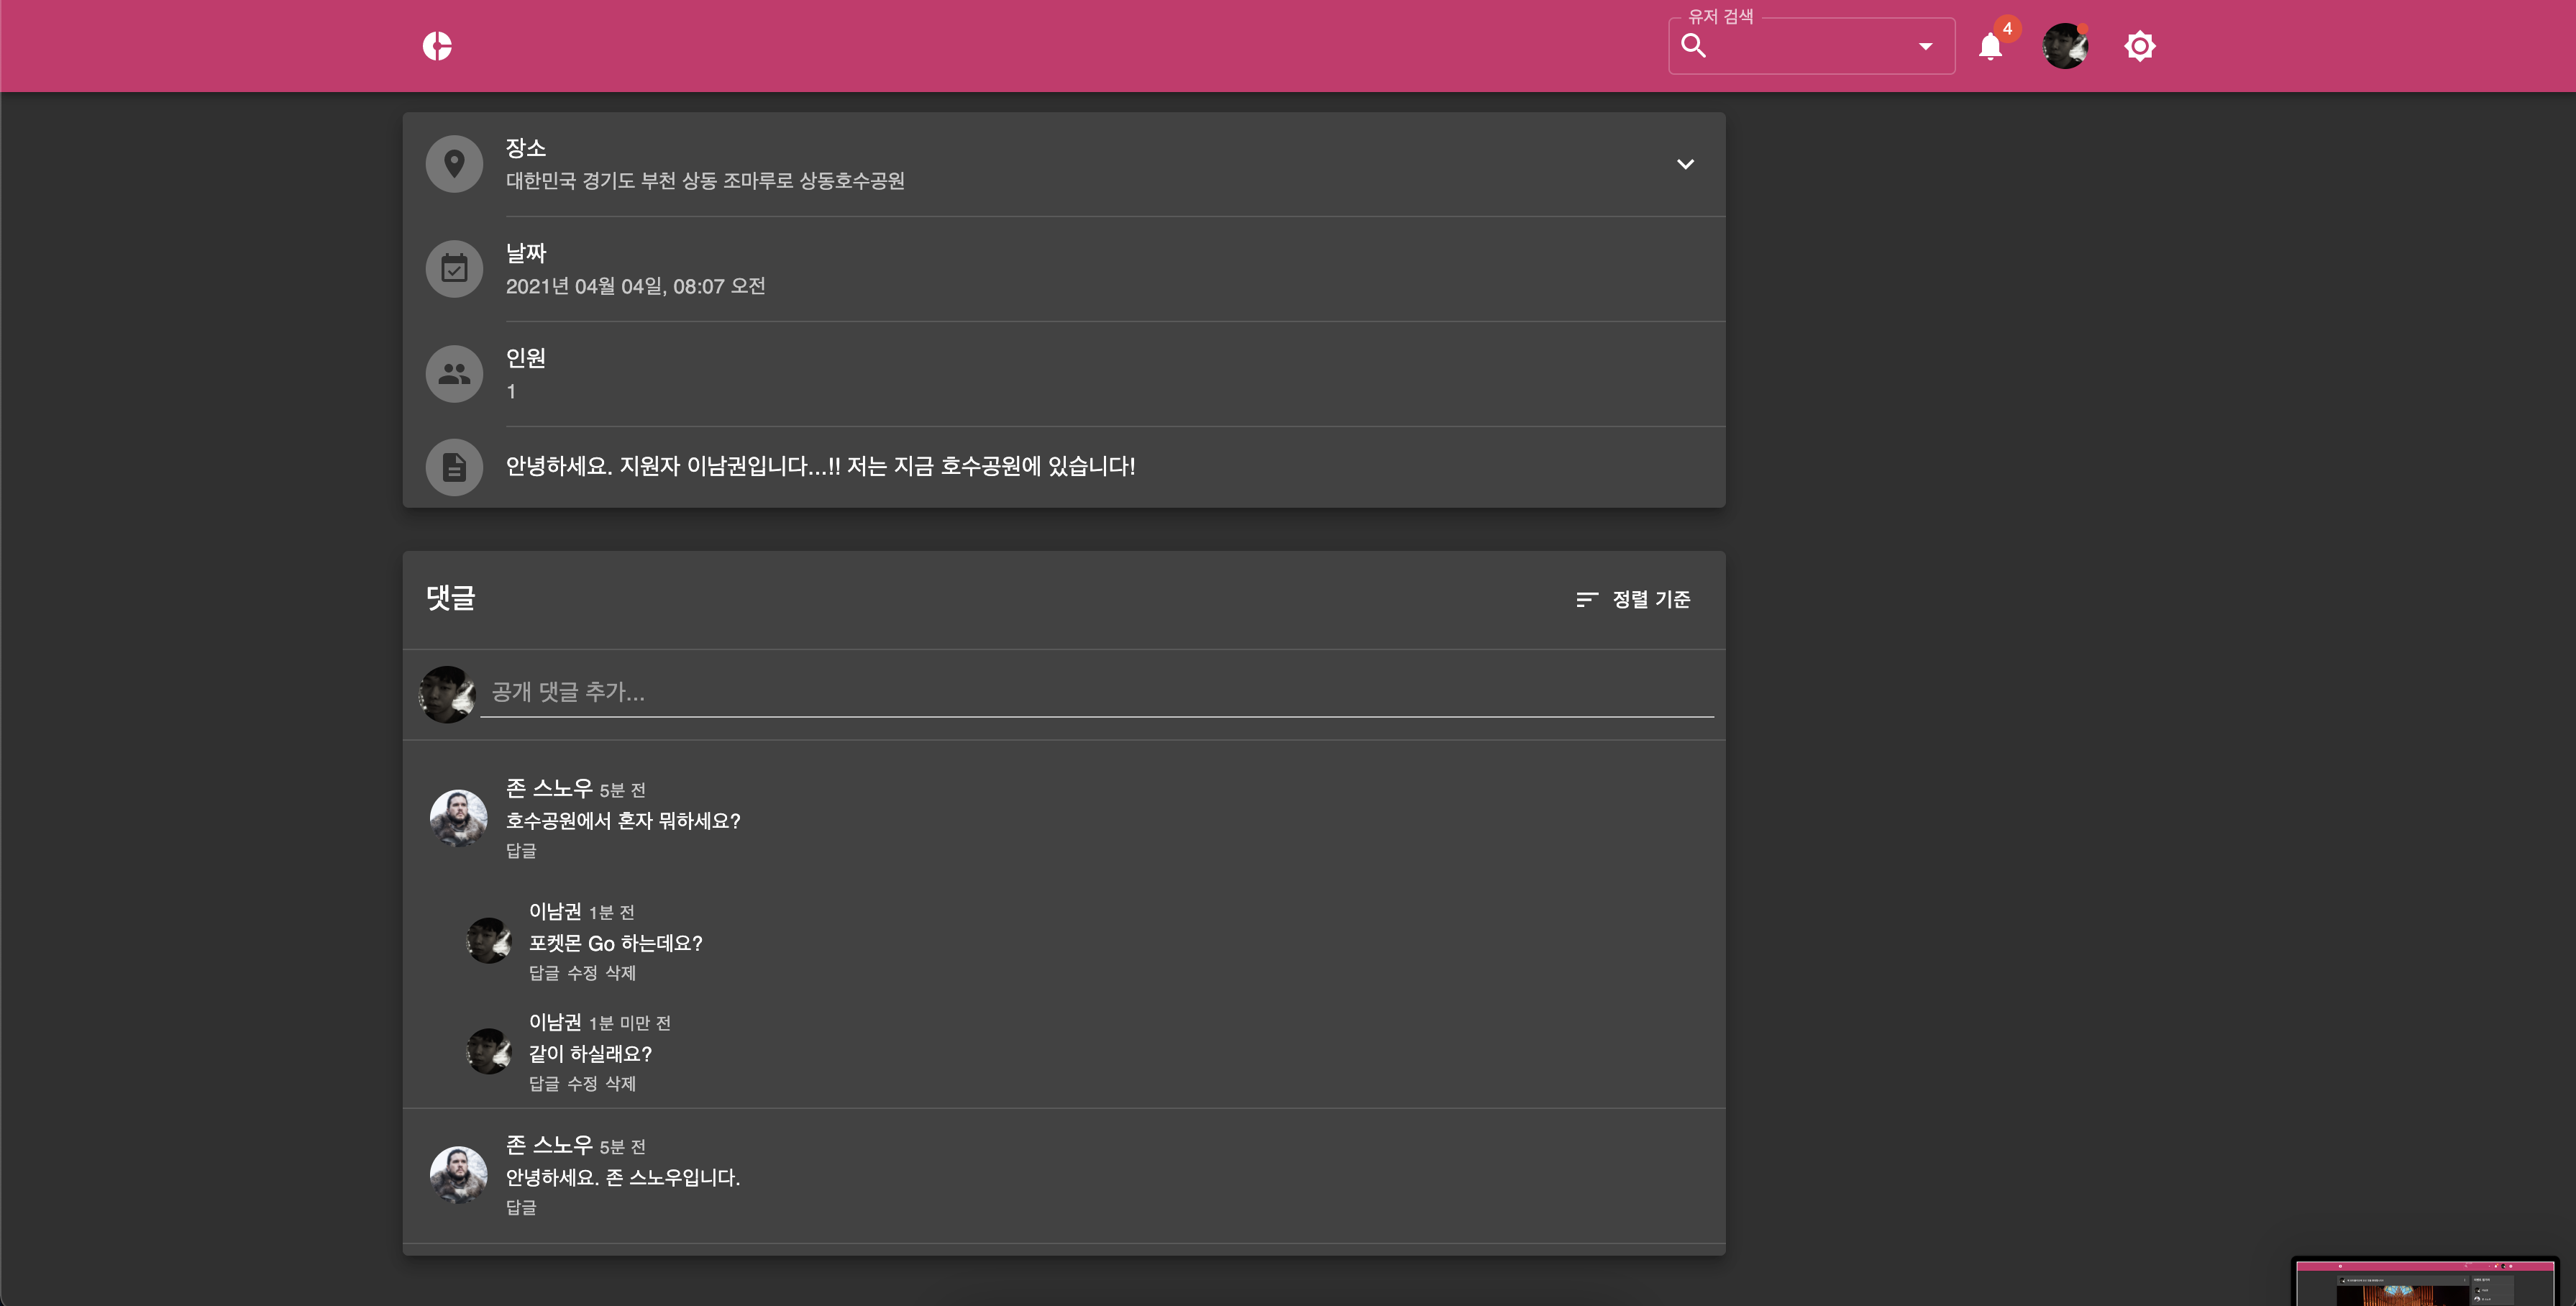 유저 검색
4
장소
대한민국 경기도 부천 상동 조마루로 상동호수공원
날짜
2021년 04월 04일, 08:07 오전
인원
1
안녕하세요. 지원자 이남권입니다...!! 저는 지금 호수공원에 있습니다!
댓글
정렬 기준
공개 댓글 추가...
존 스노우 5분 전
호수공원에서 혼자 뭐하세요?
답글
이남권 1분 전
포켓몬 Go 하는데요?
답글 수정 삭제
이남권 1분 미만 전
같이 하실래요?
답글 수정 삭제
존 스노우 5분 전
안녕하세요. 존 스노우입니다.
답글